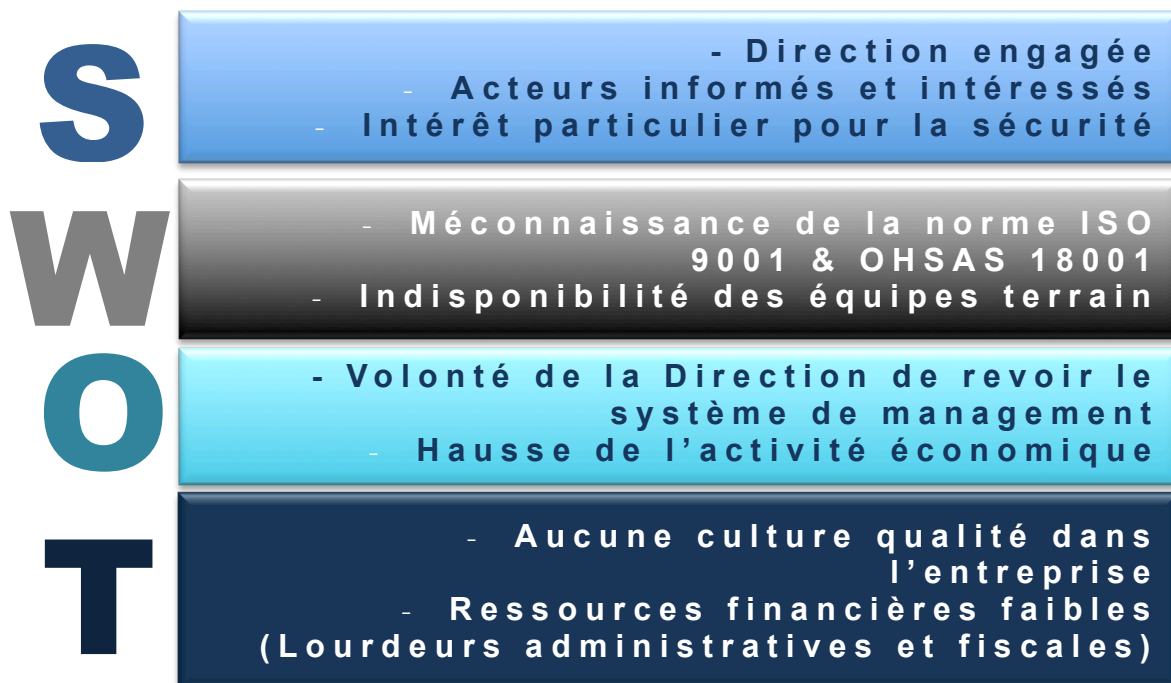 S
- Direction engagée
- Acteurs informés et intéressés
- Intérêt particulier pour la sécurité
W
- Méconnaissance de la norme ISO
9001 & OHSAS 18001
- Indisponibilité des équipes terrain
O
- Volonté de la Direction de revoir le
système de management
- Hausse de l’activité économique
T
- Aucune culture qualité dans
l’entreprise
- Ressources financières faibles
(Lourdeurs administratives et fiscales)